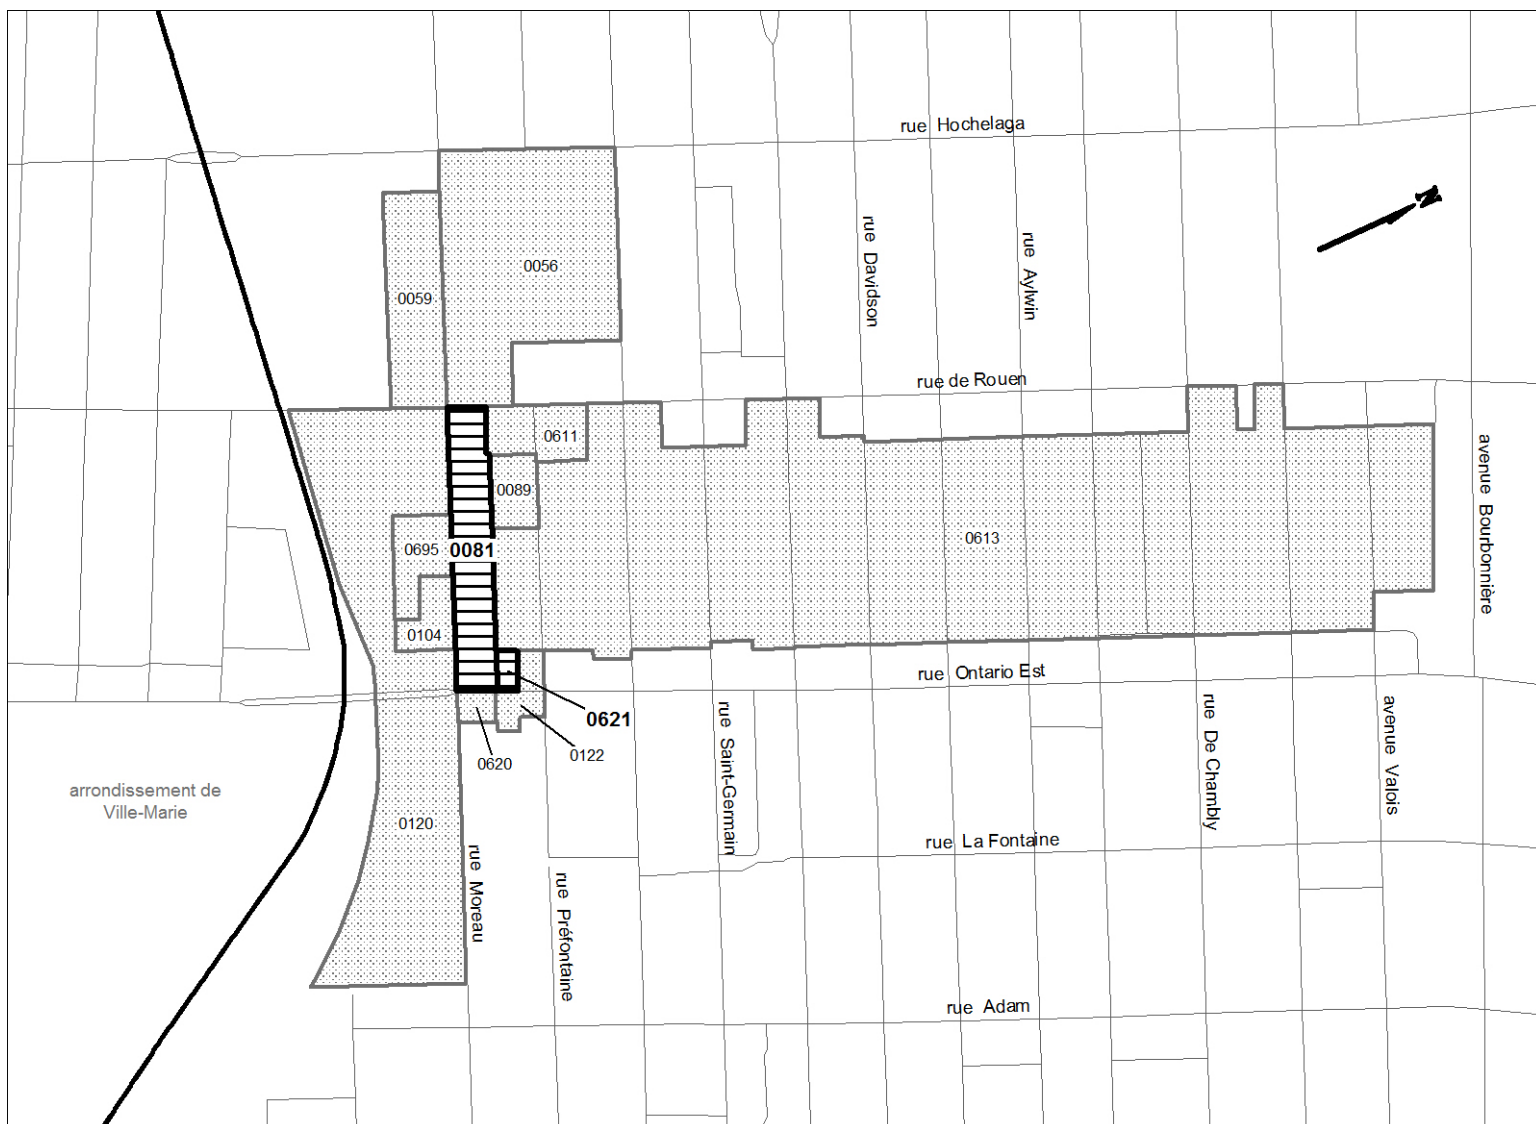 rue Hochelaga
N
rue Davidson
rue Aylwin
0056
0059
rue de Rouen
0611
avenue Bourbonnière
0089
0613
0695
0081
0104
rue Ontario Est
0621
rue Saint-Germain
rue De Chambly
avenue Valois
0122
0620
arrondissement de
Ville-Marie
0120
rue La Fontaine
rue Moreau
rue Préfontaine
rue Adam